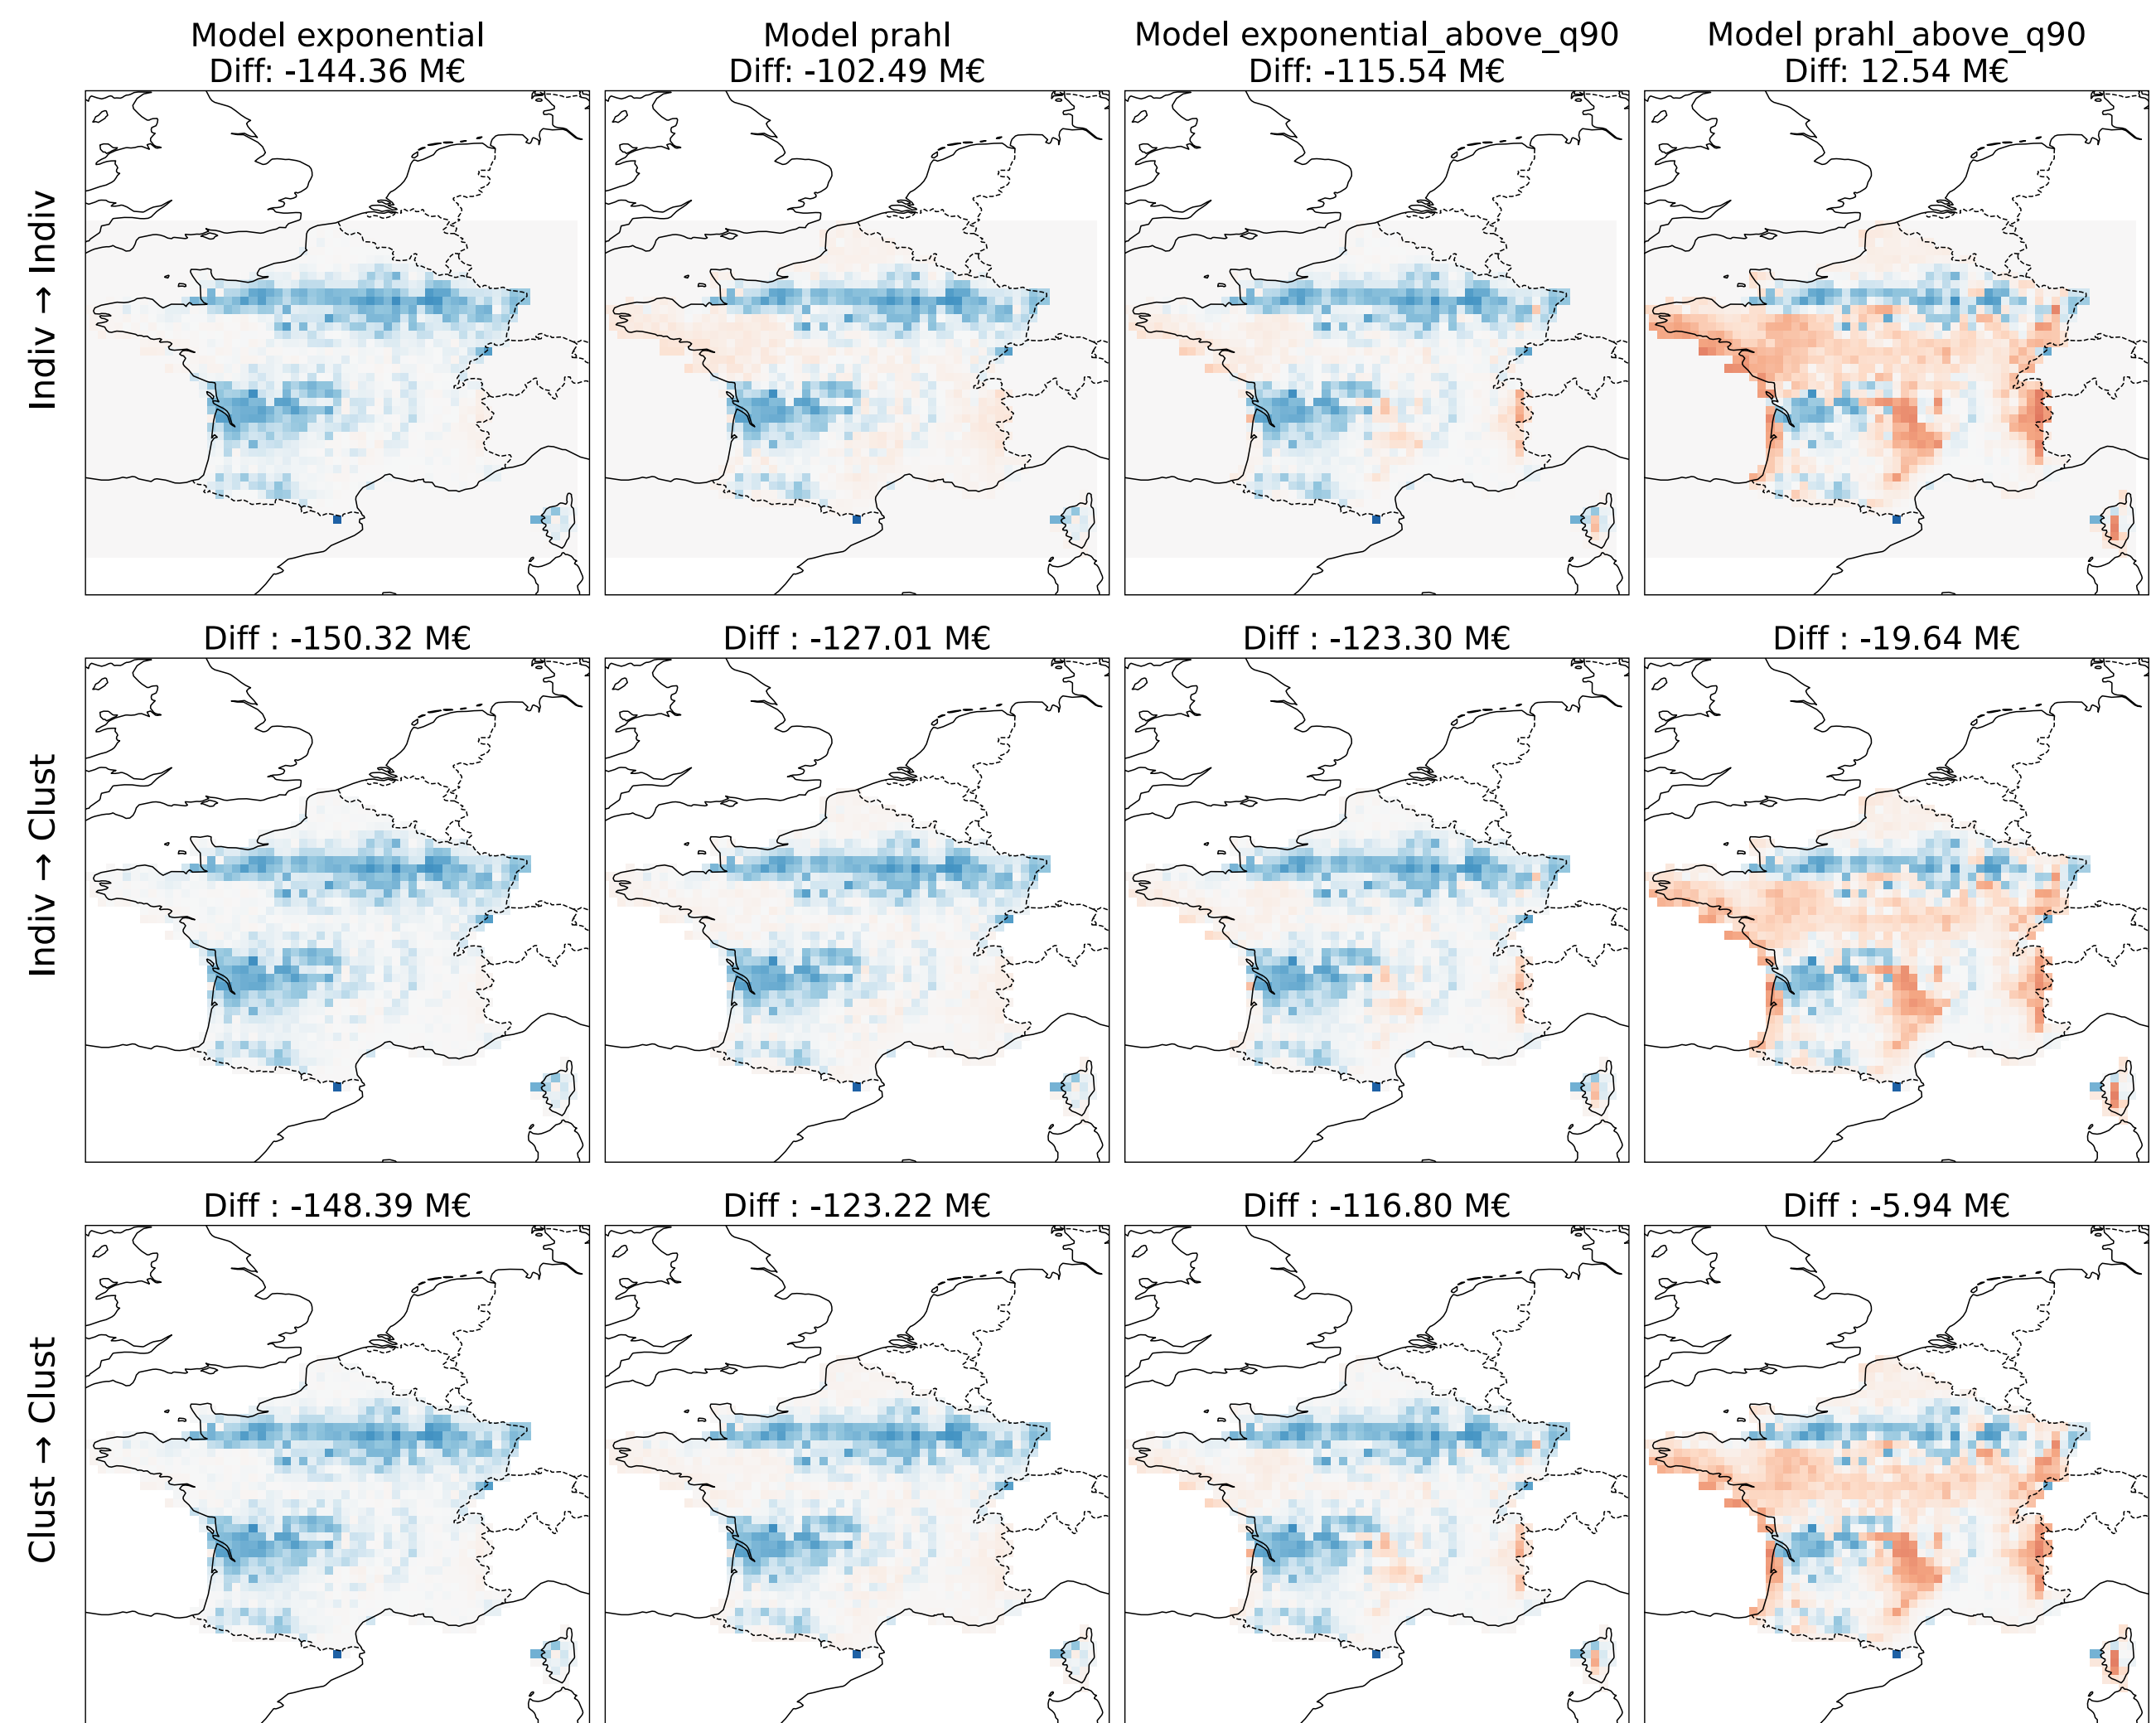 Model exponential
Diff: -144.36 M€
Model prahl
Diff: -102.49 M€
Model exponential_above_q90
Diff: -115.54 M€
Model prahl_above_q90
Diff: 12.54 M€
Indiv → Indiv
Diff : -150.32 M€
Diff : -127.01 M€
Diff : -123.30 M€
Diff : -19.64 M€
Indiv → Clust
Diff : -148.39 M€
Diff : -123.22 M€
Diff : -116.80 M€
Diff : -5.94 M€
Clust → Clust